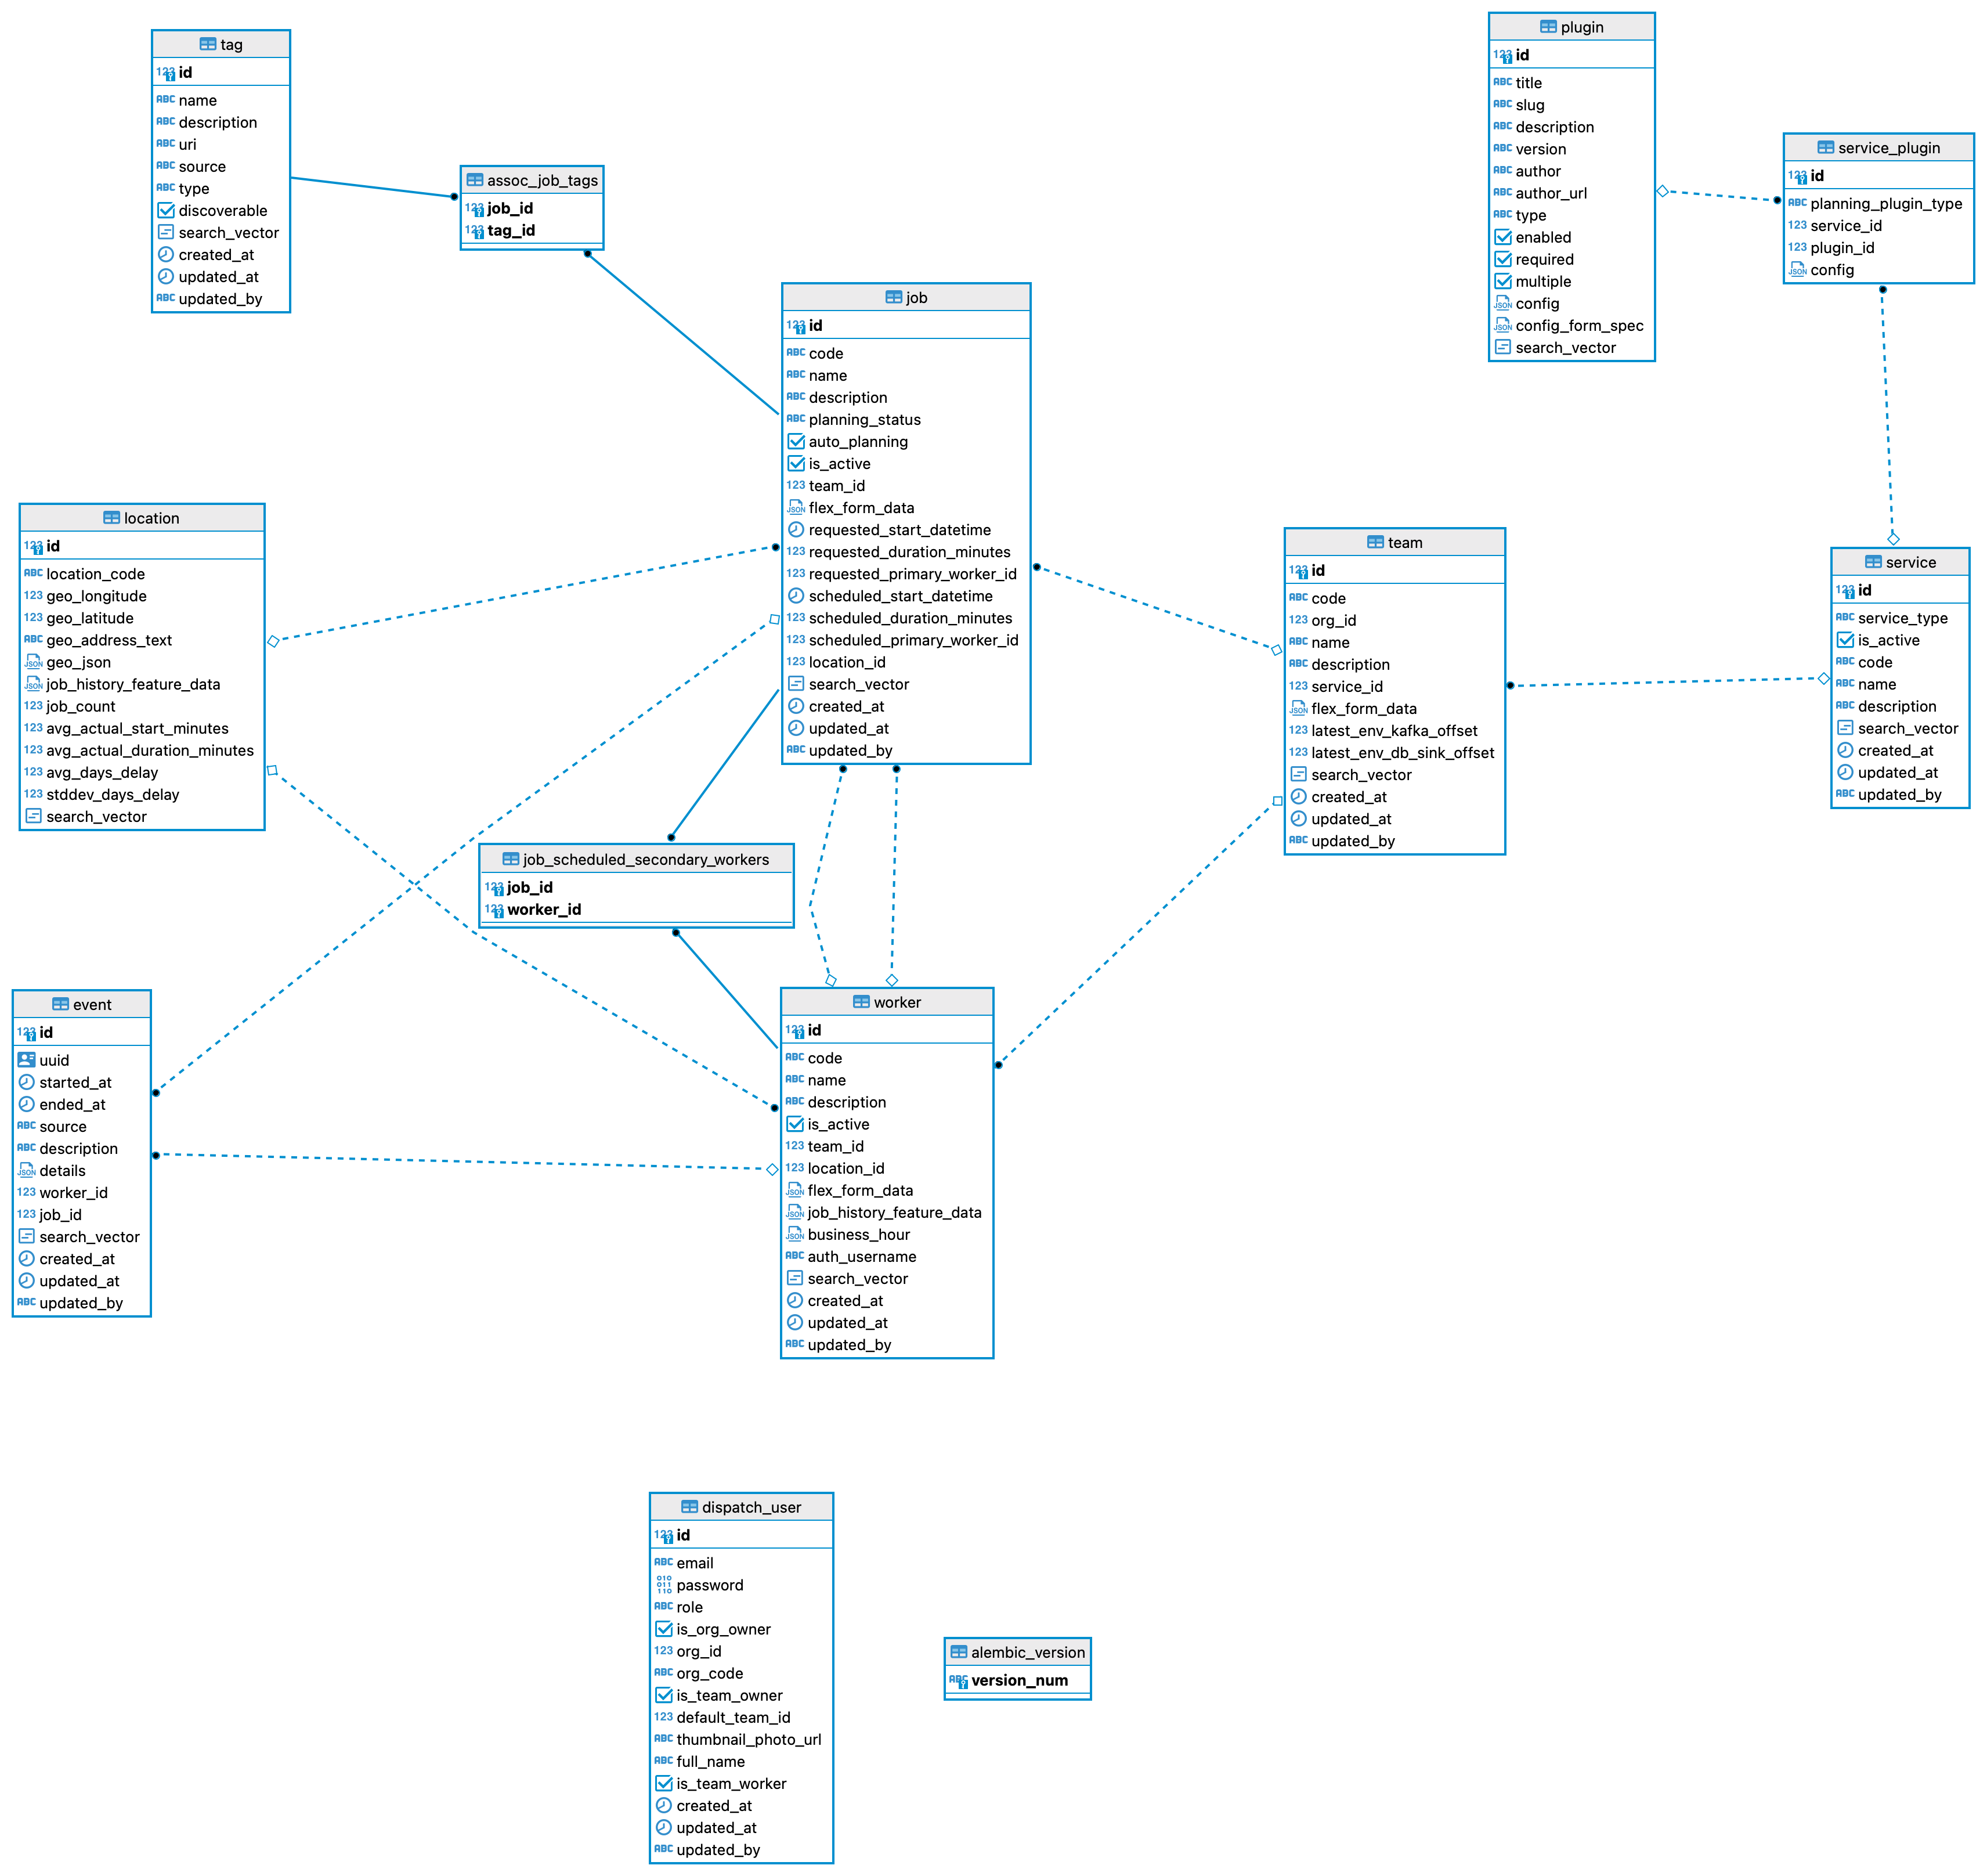 tag
id
name
description
uri
source
type
discoverable
search_vector
created_at
updated_at
updated_by
assoc_job_tags
job_id
tag_id
plugin
id
title
slug
description
version
author
author_url
type
enabled
required
multiple
config
config_form_spec
search_vector
service_plugin
id
planning_plugin_type
service_id
plugin_id
config
job
id
code
name
description
planning_status
auto_planning
is_active
team_id
flex_form_data
requested_start_datetime
requested_duration_minutes
requested_primary_worker_id
scheduled_start_datetime
scheduled_duration_minutes
scheduled_primary_worker_id
location_id
search_vector
created_at
updated_at
updated_by
location
id
location_code
geo_longitude
geo_latitude
geo_address_text
geo_json
job_history_feature_data
job_count
avg_actual_start_minutes
avg_actual_duration_minutes
avg_days_delay
stddev_days_delay
search_vector
team
id
code
org_id
name
description
service_id
flex_form_data
latest_env_kafka_offset
latest_env_db_sink_offset
search_vector
created_at
updated_at
updated_by
service
id
service_type
is_active
code
name
description
search_vector
created_at
updated_at
updated_by
job_scheduled_secondary_workers
job_id
worker_id
event
id
uuid
started_at
ended_at
source
description
details
worker_id
job_id
search_vector
created_at
updated_at
updated_by
worker
id
code
name
description
is_active
team_id
location_id
flex_form_data
job_history_feature_data
business_hour
auth_username
search_vector
created_at
updated_at
updated_by
dispatch_user
id
email
password
role
is_org_owner
org_id
org_code
is_team_owner
default_team_id
thumbnail_photo_url
full_name
is_team_worker
created_at
updated_at
updated_by
alembic_version
version_num